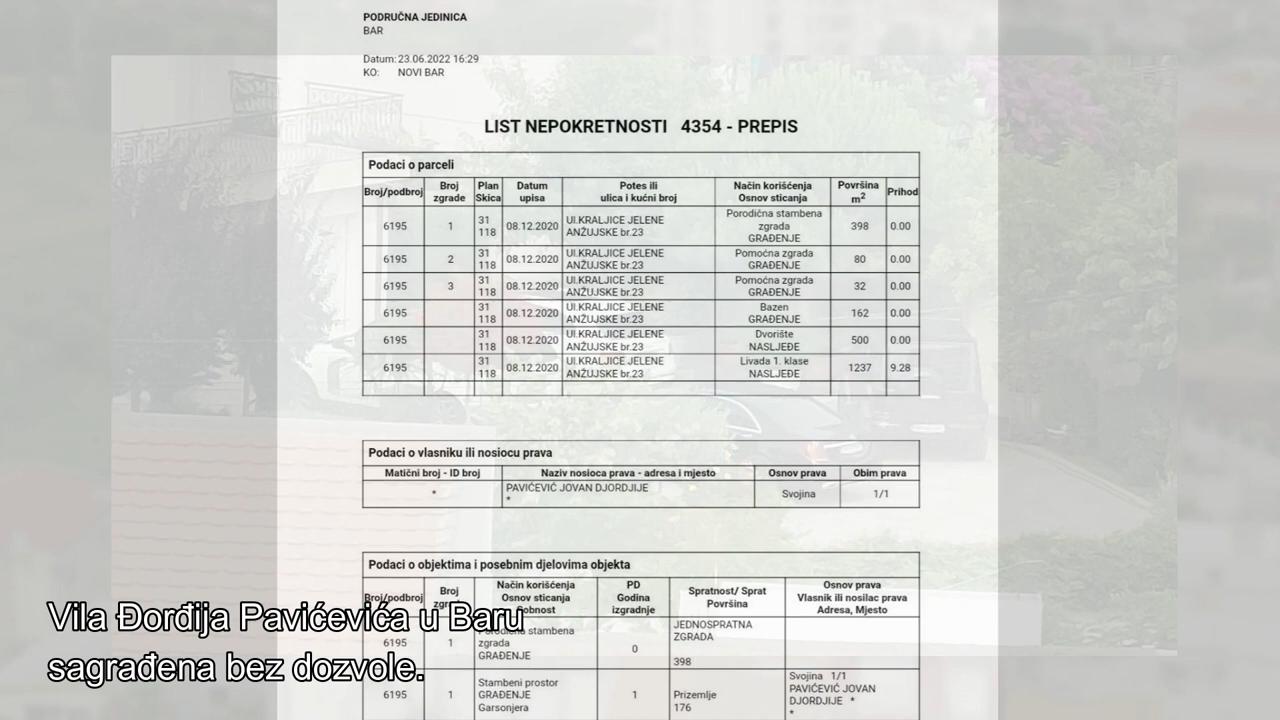 PODRUČNA JEDINICA
BAR
Datum: 23.06.2022 16:29
KO: NOVI BAR
LIST NEPOKRETNOSTI 4354 - PREPIS
Podaci o parceli
Broj/podbroj Broj zgrade Plan Skica Datum upisa Potes ili ulica i kućni broj Način korišćenja Osnov sticanja Površina m² Prihod
6195 1 31 118 08.12.2020 Ul.KRALJICE JELENE ANŽUJSKE br.23 Porodična stambena zgrada GRAĐENJE 398 0.00
6195 2 31 118 08.12.2020 Ul.KRALJICE JELENE ANŽUJSKE br.23 Pomoćna zgrada GRAĐENJE 80 0.00
6195 3 31 118 08.12.2020 Ul.KRALJICE JELENE ANŽUJSKE br.23 Pomoćna zgrada GRAĐENJE 32 0.00
6195 31 118 08.12.2020 Ul.KRALJICE JELENE ANŽUJSKE br.23 Bazen GRAĐENJE 162 0.00
6195 31 118 08.12.2020 Ul.KRALJICE JELENE ANŽUJSKE br.23 Dvorište NASLJEĐE 500 0.00
6195 31 118 08.12.2020 Ul.KRALJICE JELENE ANŽUJSKE br.23 Livada 1. klase NASLJEĐE 1237 9.28
Podaci o vlasniku ili nosiocu prava
Matični broj - ID broj Naziv nosioca prava - adresa i mjesto Osnov prava Obim prava
* PAVIĆEVIĆ JOVAN DJORDJIJE * Svojina 1/1
Podaci o objektima i posebnim djelovima objekta
Broj/podbroj Broj Način korišćenja Osnov sticanja PD Godina izgradnje Spratnost/ Sprat Površina Osnov prava Vlasnik ili nosilac prava Adresa, Mjesto
6195 1 stambena zgrada GRAĐENJE 0 JEDNOSPRATNA ZGRADA 398
6195 1 Stambeni prostor GRAĐENJE Garsonjera 1 Prizemlje 176 Svojina 1/1 PAVIĆEVIĆ JOVAN DJORDJIJE * *
Vila Đorđija Pavićevića u Baru
sagrađena bez dozvole.